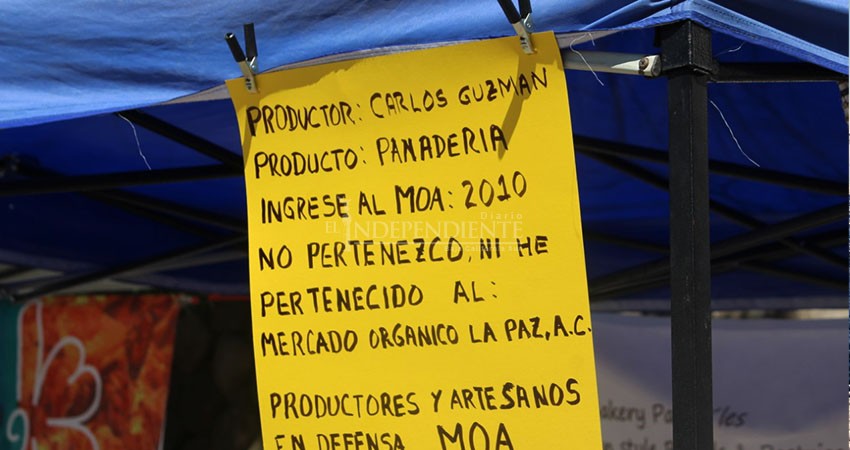 PRODUCTOR: CARLOS GUZMAN
PRODUCTO: PANADERIA
INGRESE AL MOA: 2010
Diario
EL INDEPENDIENTE
NO PERTENEZCO, NI HE
PERTENECIDO AL:
MERCADO ORGANICO LA PAZ, A.C.
PRODUCTORES Y ARTESANOS
EN DEFENSA MOA